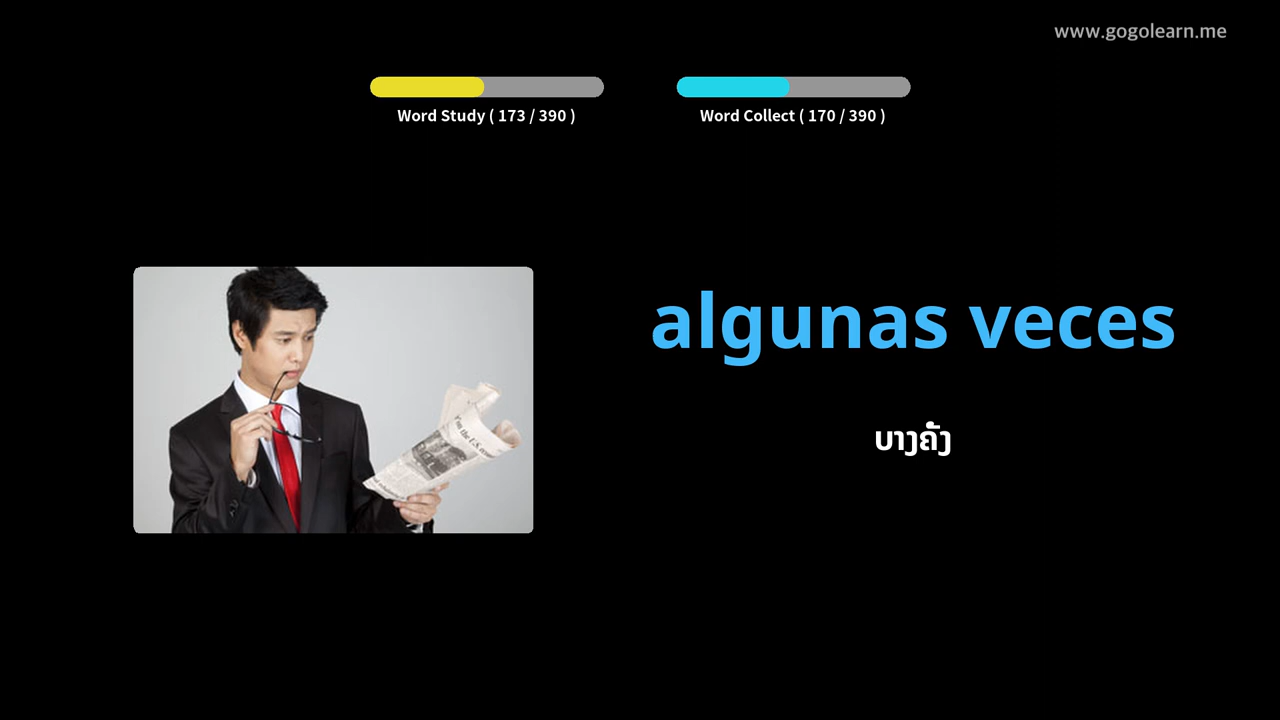 www.gogolearn.me
Word Study ( 173 / 390 )
Word Collect ( 170 / 390 )
algunas veces
ບາງຄັ້ງ